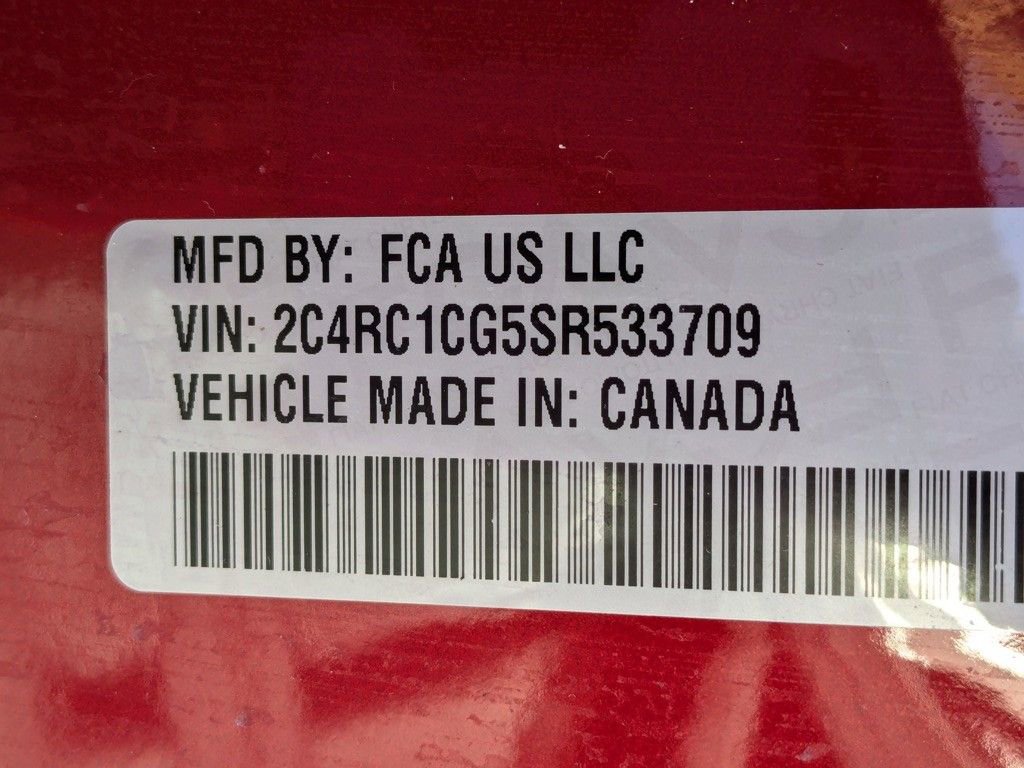 MFD BY: FCA US LLC
VIN: 2C4RC1CG5SR533709
VEHICLE MADE IN: CANADA